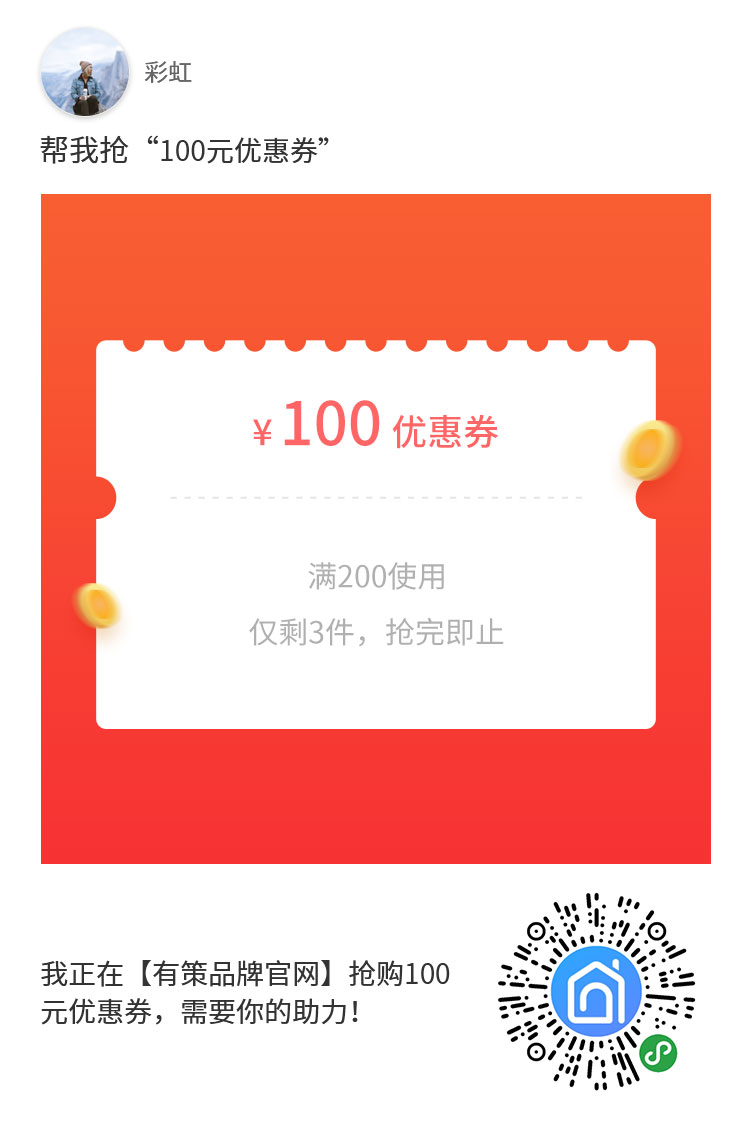 彩虹
帮我抢“100元优惠券”
¥ 100 优惠券
满200使用
仅剩3件，抢完即止
我正在【有策品牌官网】抢购100
元优惠券，需要你的助力！